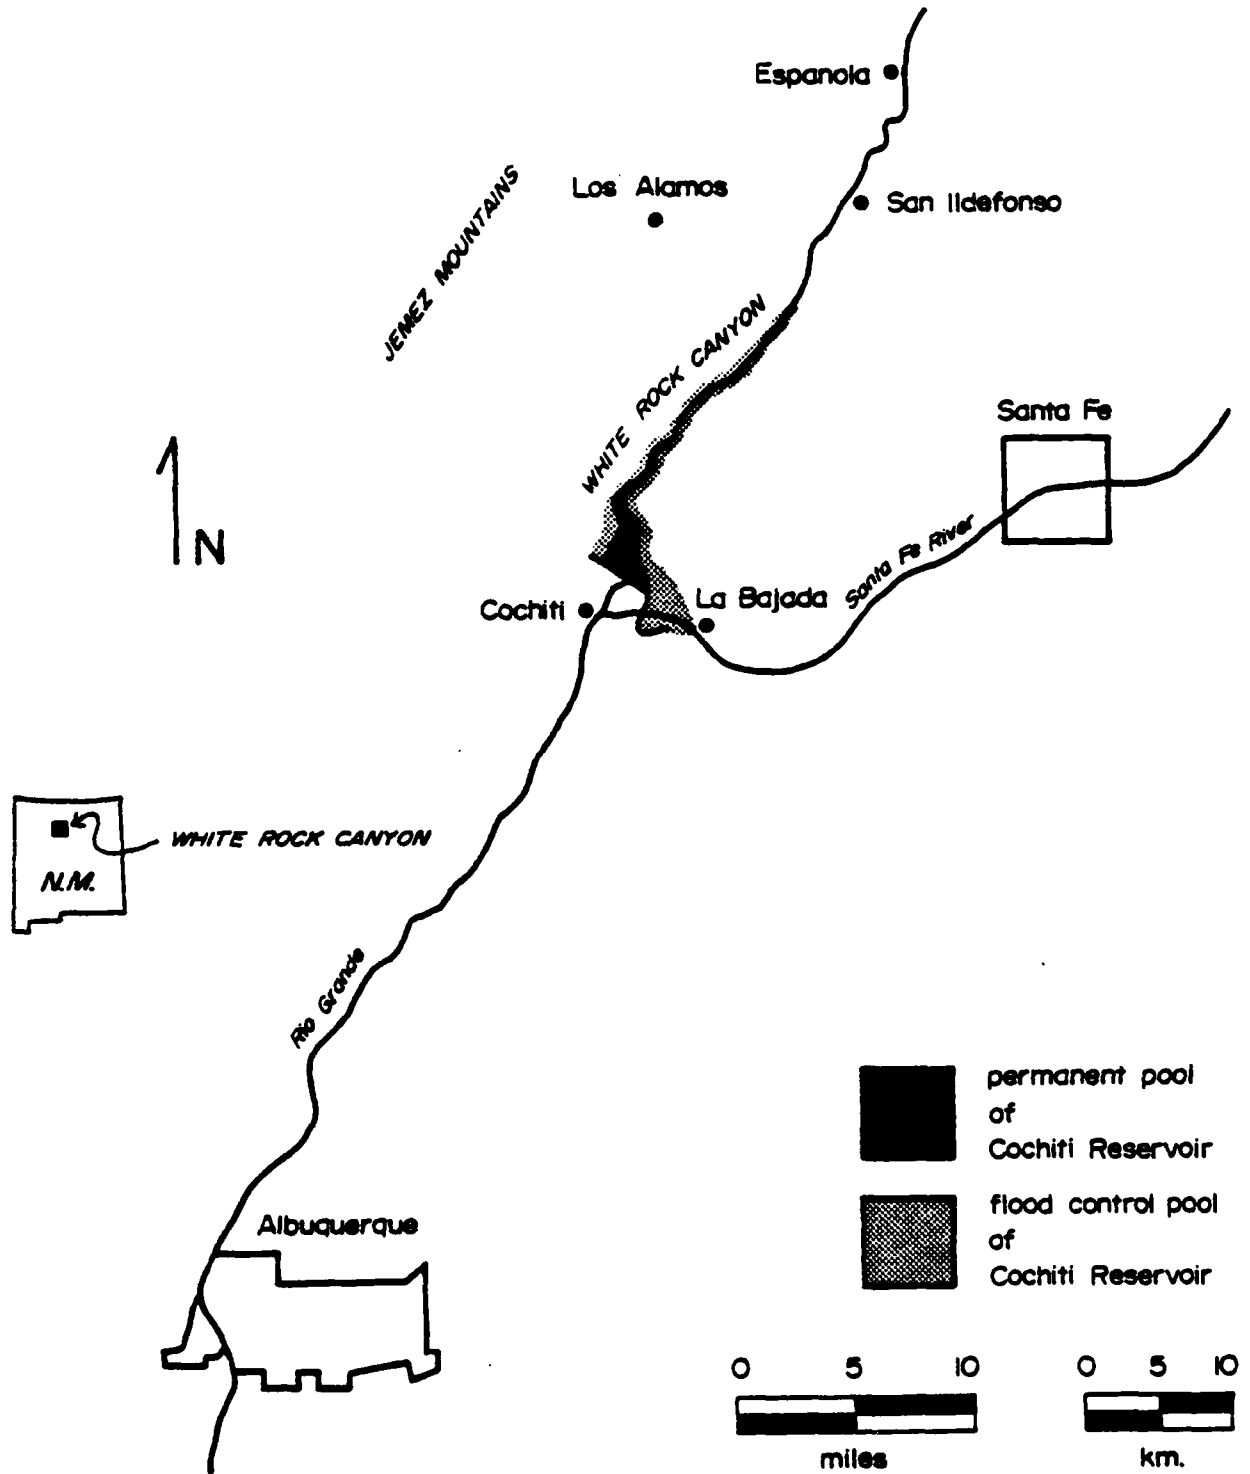 Espanola
Los Alamos
San Ildefonso
JEMEZ MOUNTAINS
WHITE ROCK CANYON
Santa Fe
N
Santa Fe River
La Bajada
Cochiti
WHITE ROCK CANYON
N.M.
Rio Grande
permanent pool
of
Cochiti Reservoir
Albuquerque
flood control pool
of
Cochiti Reservoir
0 5 10
miles
0 5 10
km.